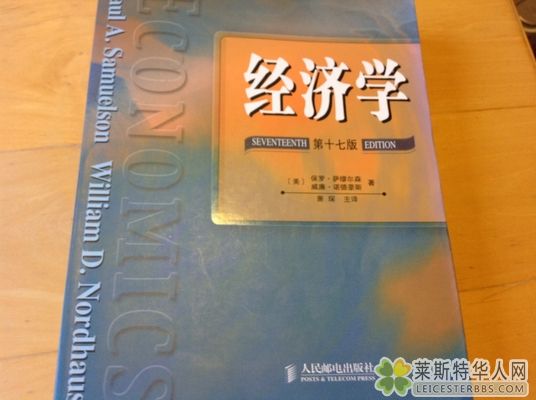 ECONOMICS
Paul A. Samuelson William D. Nordhaus
经济学
SEVENTEENTH 第十七版 EDITION
〔美〕 保罗·萨缪尔森
威廉·诺德豪斯 著
萧琛 主译
人民邮电出版社
POSTS & TELECOM PRESS
莱斯特华人网
LEICESTERBBS.COM